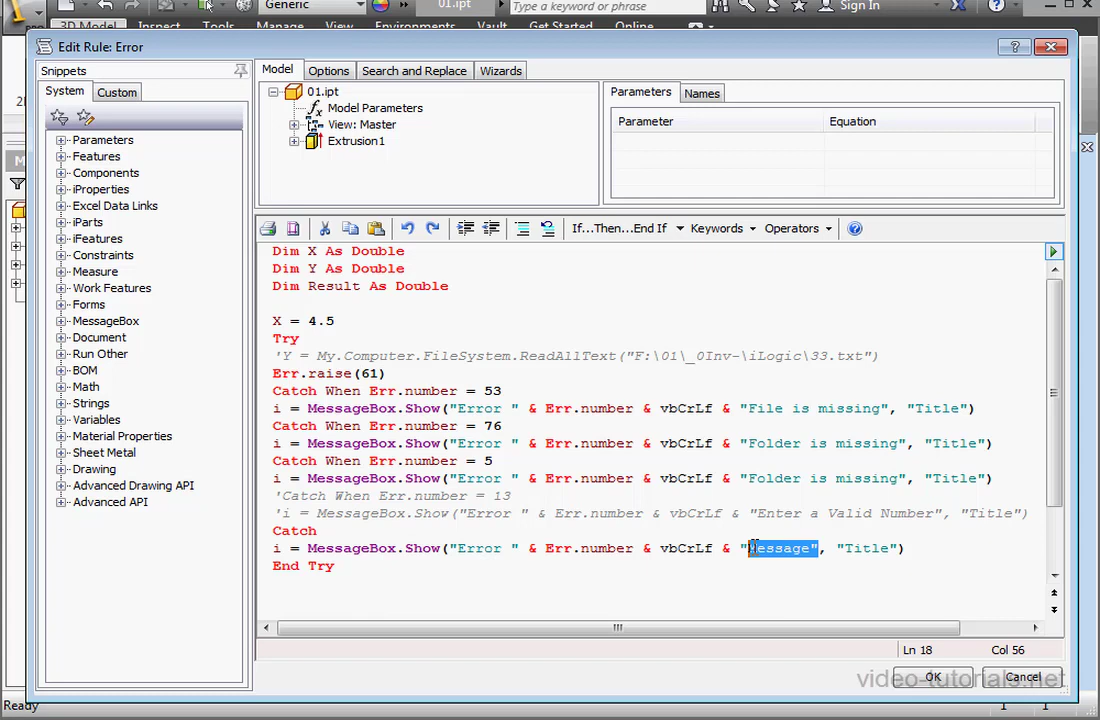 Generic
01.ipt
Type a keyword or phrase
Sign In
3D Model Inspect Tools Manage View Environments Vault Get Started Online
Edit Rule: Error
Snippets
System Custom
Parameters
Features
Components
iProperties
Excel Data Links
iParts
iFeatures
Constraints
Measure
Work Features
Forms
MessageBox
Document
Run Other
BOM
Math
Strings
Variables
Material Properties
Sheet Metal
Drawing
Advanced Drawing API
Advanced API
Model Options Search and Replace Wizards
01.ipt
Model Parameters
View: Master
Extrusion1
Parameters Names
Parameter Equation
If...Then...End If Keywords Operators
Dim X As Double
Dim Y As Double
Dim Result As Double
X = 4.5
Try
'Y = My.Computer.FileSystem.ReadAllText("F:\01\_0Inv-\iLogic\33.txt")
Err.raise(61)
Catch When Err.number = 53
i = MessageBox.Show("Error " & Err.number & vbCrLf & "File is missing", "Title")
Catch When Err.number = 76
i = MessageBox.Show("Error " & Err.number & vbCrLf & "Folder is missing", "Title")
Catch When Err.number = 5
i = MessageBox.Show("Error " & Err.number & vbCrLf & "Folder is missing", "Title")
'Catch When Err.number = 13
'i = MessageBox.Show("Error " & Err.number & vbCrLf & "Enter a Valid Number", "Title")
Catch
i = MessageBox.Show("Error " & Err.number & vbCrLf & "Message", "Title")
End Try
Ln 18 Col 56
OK Cancel
video-tutorials.net
Ready
1 1